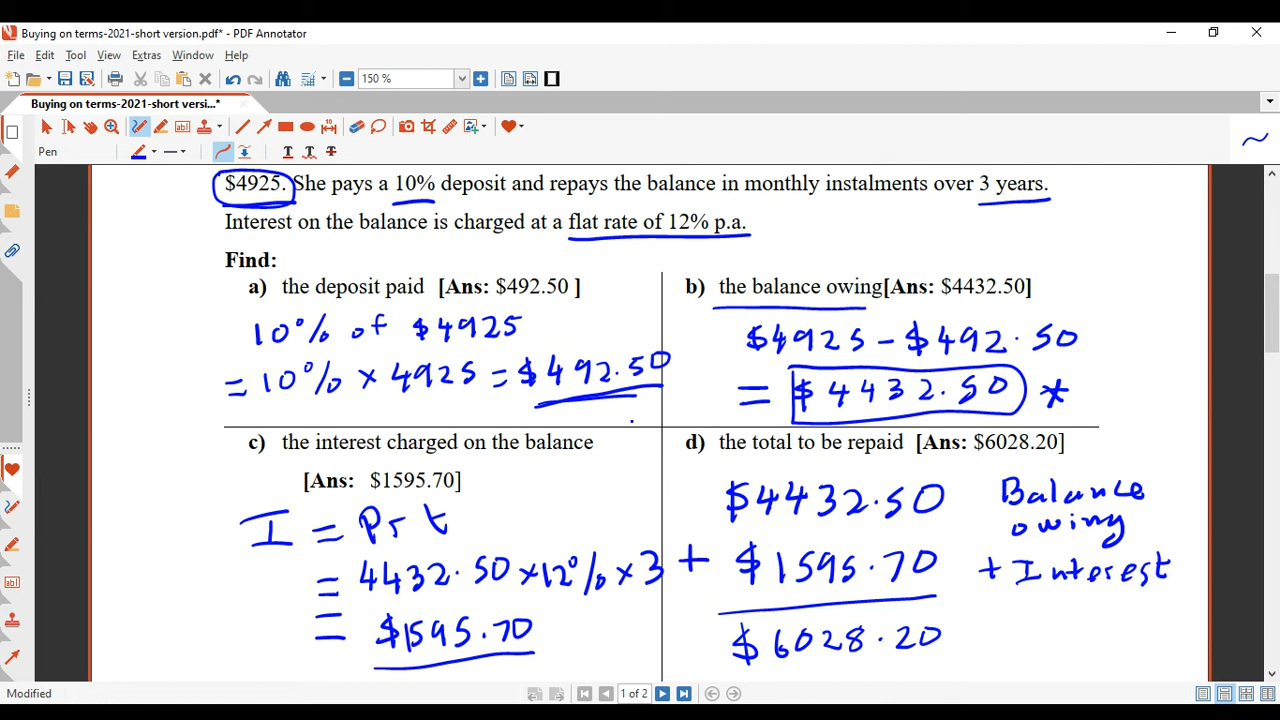 Buying on terms-2021-short version.pdf* - PDF Annotator
File Edit Tool View Extras Window Help
150 %
Buying on terms-2021-short versi...*
Pen
$4925. She pays a 10% deposit and repays the balance in monthly instalments over 3 years.
Interest on the balance is charged at a flat rate of 12% p.a.
Find:
a) the deposit paid [Ans: $492.50 ]
10% of $4925
= 10% × 4925 = $492.50
b) the balance owing[Ans: $4432.50]
$4925 - $492.50
= $4432.50 *
c) the interest charged on the balance
[Ans: $1595.70]
I = Prt
= 4432.50 × 12% × 3
= $1595.70
d) the total to be repaid [Ans: $6028.20]
$4432.50 Balance
owing
+ $1595.70 + Interest
$6028.20
Modified
1 of 2